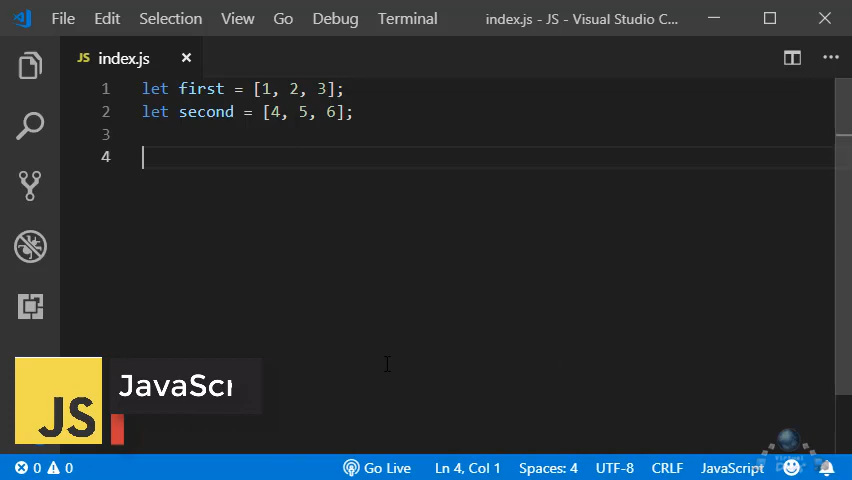 File Edit Selection View Go Debug Terminal index.js - JS - Visual Studio C...
JS index.js
1 let first = [1, 2, 3];
2 let second = [4, 5, 6];
3
4
JS
JavaScr
0 0 Go Live Ln 4, Col 1 Spaces: 4 UTF-8 CRLF JavaScript